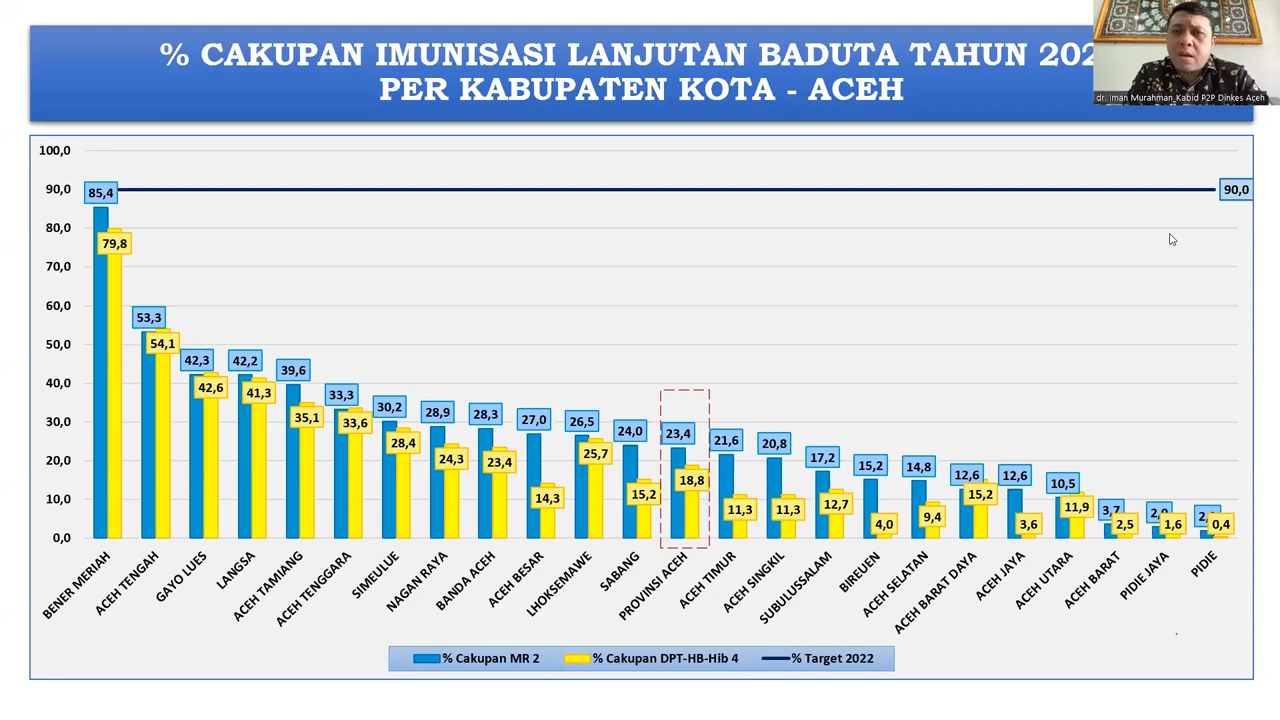 % CAKUPAN IMUNISASI LANJUTAN BADUTA TAHUN 202
PER KABUPATEN KOTA - ACEH
dr. Iman Murahman_Kabid P2P Dinkes Aceh
100,0
90,0
80,0
70,0
60,0
50,0
40,0
30,0
20,0
10,0
0,0
90,0
85,4
79,8
53,3
54,1
42,3
42,6
42,2
41,3
39,6
35,1
33,3
33,6
30,2
28,4
28,9
24,3
28,3
23,4
27,0
14,3
26,5
25,7
24,0
15,2
23,4
18,8
21,6
11,3
20,8
11,3
17,2
12,7
15,2
4,0
14,8
9,4
12,6
15,2
12,6
3,6
10,5
11,9
3,7
2,5
1,6
0,4
BENER MERIAH
ACEH TENGAH
GAYO LUES
LANGSA
ACEH TAMIANG
ACEH TENGGARA
SIMEULUE
NAGAN RAYA
BANDA ACEH
ACEH BESAR
LHOKSEMAWE
SABANG
PROVINSI ACEH
ACEH TIMUR
ACEH SINGKIL
SUBULUSSALAM
BIREUEN
ACEH SELATAN
ACEH BARAT DAYA
ACEH JAYA
ACEH UTARA
ACEH BARAT
PIDIE JAYA
PIDIE
% Cakupan MR 2
% Cakupan DPT-HB-Hib 4
% Target 2022